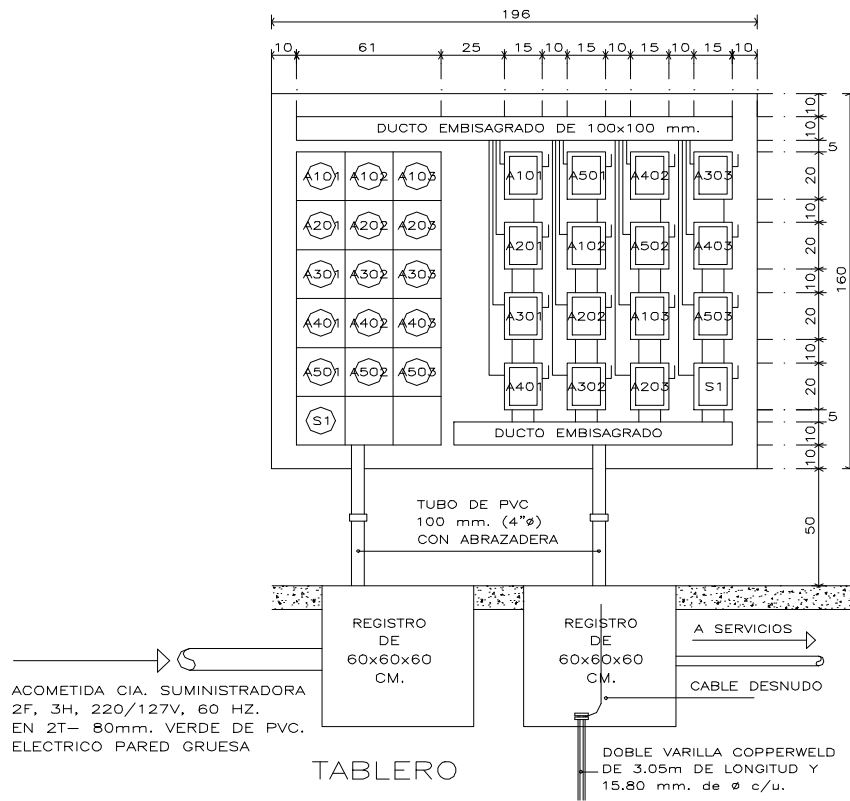 196
10 61 25 15 10 15 10 15 10 15 10
DUCTO EMBISAGRADO DE 100x100 mm.
10
10
5
20
10
20
10
20
10
20
5
10
10
160
50
A101 A102 A103
A201 A202 A203
A301 A302 A303
A401 A402 A403
A501 A502 A503
S1
A101 A501 A402 A303
A201 A102 A502 A403
A301 A202 A103 A503
A401 A302 A203 S1
DUCTO EMBISAGRADO
TUBO DE PVC
100 mm. (4"ø)
CON ABRAZADERA
REGISTRO
DE
60x60x60
CM.
REGISTRO
DE
60x60x60
CM.
A SERVICIOS
CABLE DESNUDO
ACOMETIDA CIA. SUMINISTRADORA
2F, 3H, 220/127V, 60 HZ.
EN 2T- 80mm. VERDE DE PVC.
ELECTRICO PARED GRUESA
DOBLE VARILLA COPPERWELD
DE 3.05m DE LONGITUD Y
15.80 mm. de ø c/u.
TABLERO